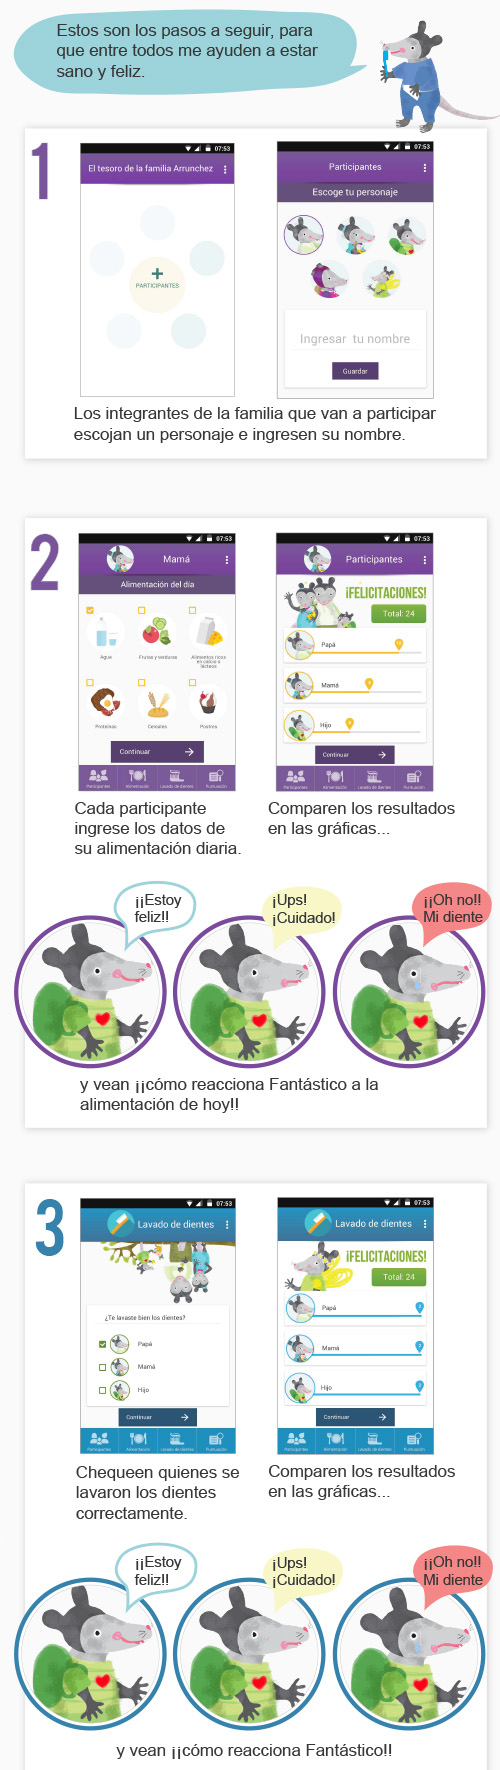 Estos son los pasos a seguir, para
que entre todos me ayuden a estar
sano y feliz.
1
07:53
El tesoro de la familia Arrunchez
+
PARTICIPANTES
07:53
Participantes
Escoge tu personaje
Ingresar tu nombre
Guardar
Los integrantes de la familia que van a participar
escojan un personaje e ingresen su nombre.
2
07:53
Mamá
Alimentación del día
Agua
Frutas y verduras
Alimentos ricos
en calcio o
lácteos
Proteínas
Cereales
Postres
Continuar
Participantes
Alimentación
Lavado de dientes
Puntuación
07:53
Participantes
¡FELICITACIONES!
Total: 24
Papá
Mamá
Hijo
Continuar
Participantes
Alimentación
Lavado de dientes
Puntuación
Cada participante
ingrese los datos de
su alimentación diaria.
Comparen los resultados
en las gráficas...
¡¡Estoy
feliz!!
¡Ups!
¡Cuidado!
¡¡Oh no!!
Mi diente
y vean ¡¡cómo reacciona Fantástico a la
alimentación de hoy!!
3
07:53
Lavado de dientes
¿Te lavaste bien los dientes?
Papá
Mamá
Hijo
Continuar
Participantes
Alimentación
Lavado de dientes
Puntuación
07:53
Lavado de dientes
¡FELICITACIONES!
Total: 24
Papá
Mamá
Hijo
Continuar
Participantes
Alimentación
Lavado de dientes
Puntuación
Chequeen quienes se
lavaron los dientes
correctamente.
Comparen los resultados
en las gráficas...
¡¡Estoy
feliz!!
¡Ups!
¡Cuidado!
¡¡Oh no!!
Mi diente
y vean ¡¡cómo reacciona Fantástico!!